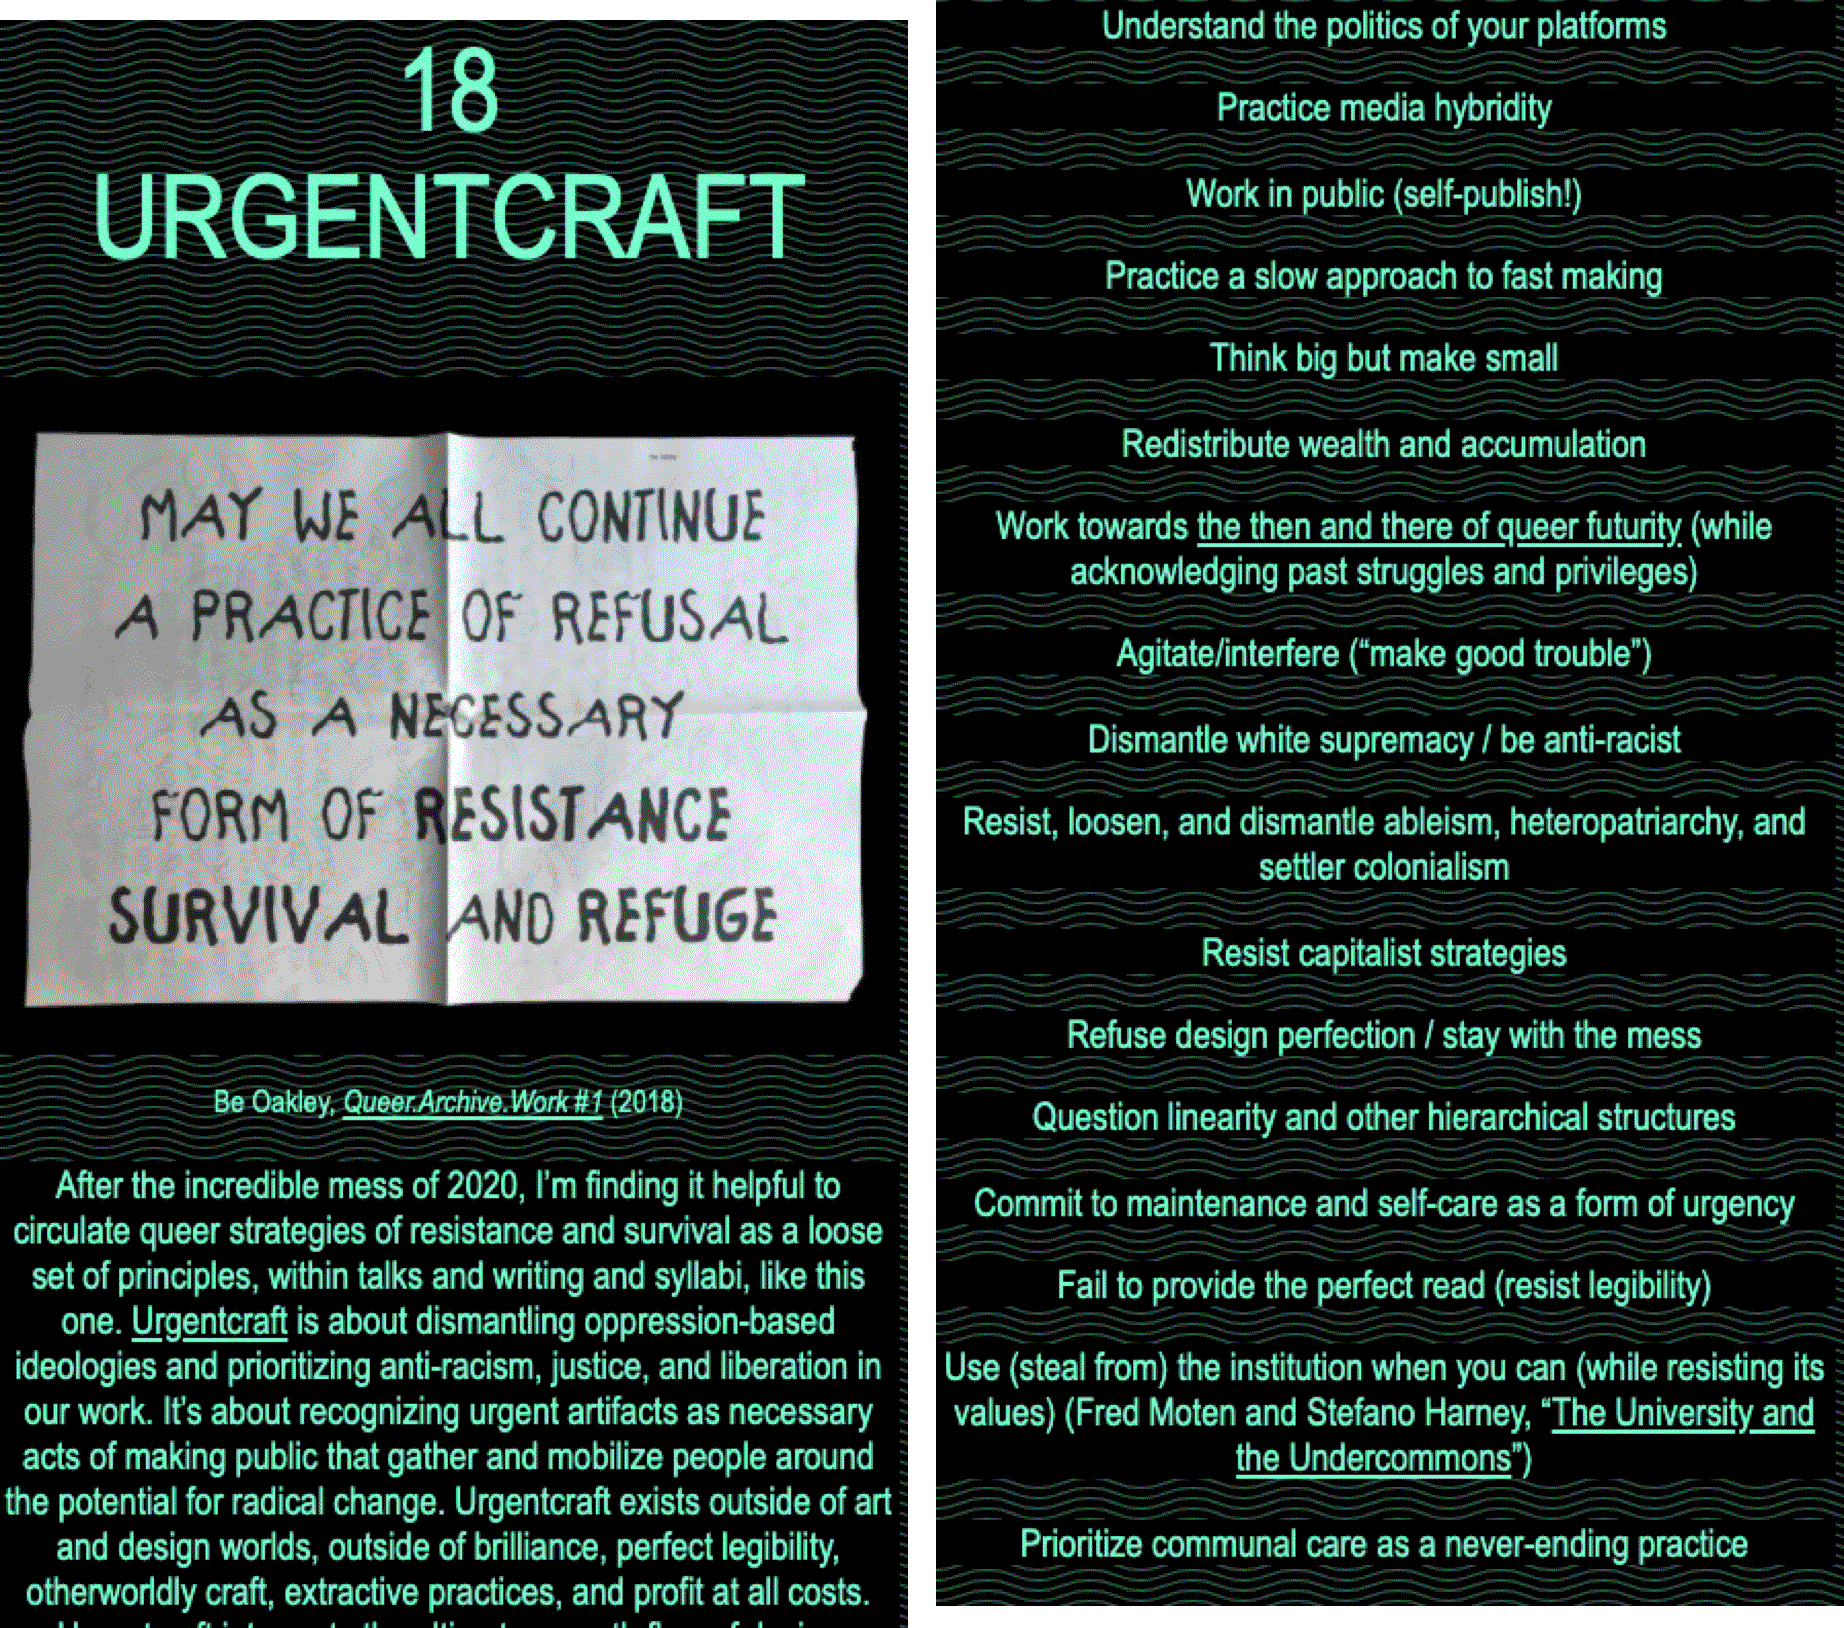 18
URGENTCRAFT
MAY WE ALL CONTINUE
A PRACTICE OF REFUSAL
AS A NECESSARY
FORM OF RESISTANCE
SURVIVAL AND REFUGE
Be Oakley, Queer.Archive.Work #1 (2018)
After the incredible mess of 2020, I'm finding it helpful to
circulate queer strategies of resistance and survival as a loose
set of principles, within talks and writing and syllabi, like this
one. Urgentcraft is about dismantling oppression-based
ideologies and prioritizing anti-racism, justice, and liberation in
our work. It's about recognizing urgent artifacts as necessary
acts of making public that gather and mobilize people around
the potential for radical change. Urgentcraft exists outside of art
and design worlds, outside of brilliance, perfect legibility,
otherworldly craft, extractive practices, and profit at all costs.
Understand the politics of your platforms
Practice media hybridity
Work in public (self-publish!)
Practice a slow approach to fast making
Think big but make small
Redistribute wealth and accumulation
Work towards the then and there of queer futurity (while
acknowledging past struggles and privileges)
Agitate/interfere (“make good trouble”)
Dismantle white supremacy / be anti-racist
Resist, loosen, and dismantle ableism, heteropatriarchy, and
settler colonialism
Resist capitalist strategies
Refuse design perfection / stay with the mess
Question linearity and other hierarchical structures
Commit to maintenance and self-care as a form of urgency
Fail to provide the perfect read (resist legibility)
Use (steal from) the institution when you can (while resisting its
values) (Fred Moten and Stefano Harney, “The University and
the Undercommons”)
Prioritize communal care as a never-ending practice